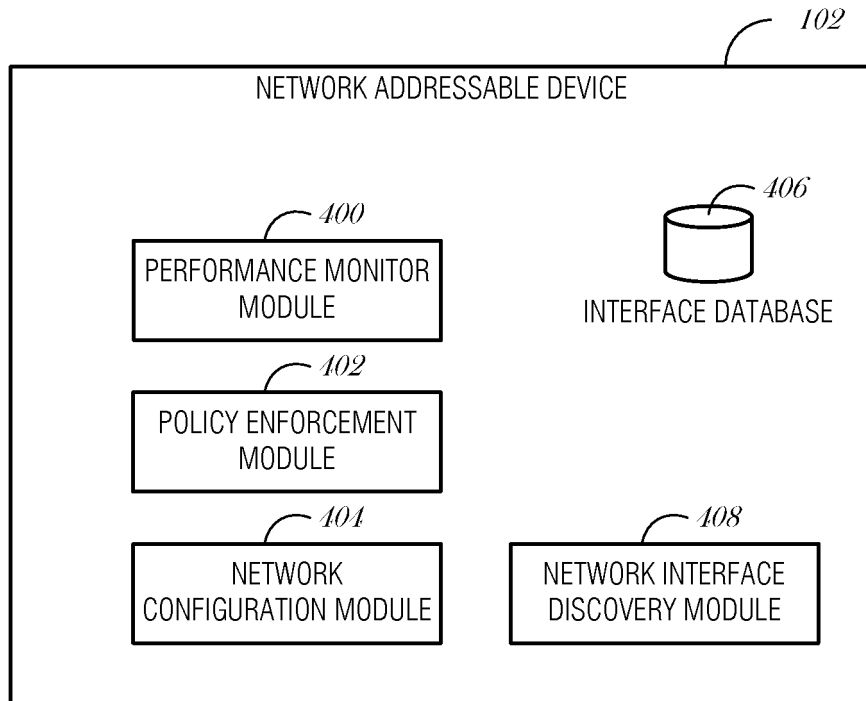 102
NETWORK ADDRESSABLE DEVICE
400
PERFORMANCE MONITOR
MODULE
406
INTERFACE DATABASE
402
POLICY ENFORCEMENT
MODULE
404
NETWORK
CONFIGURATION MODULE
408
NETWORK INTERFACE
DISCOVERY MODULE